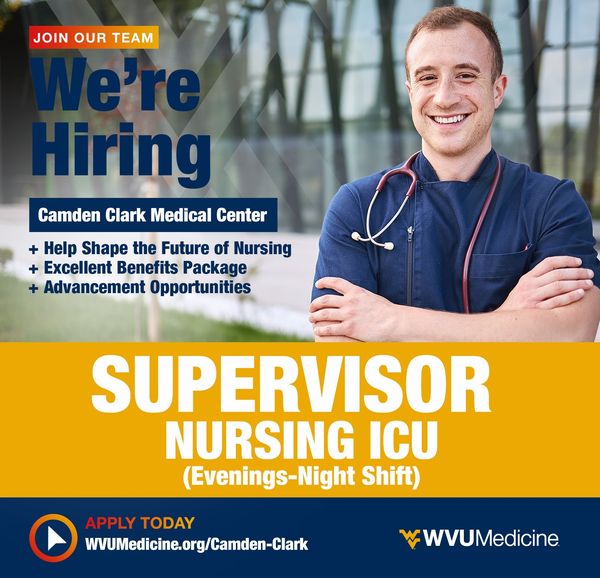 JOIN OUR TEAM
We're
Hiring
Camden Clark Medical Center
+ Help Shape the Future of Nursing
+ Excellent Benefits Package
+ Advancement Opportunities
SUPERVISOR
NURSING ICU
(Evenings-Night Shift)
APPLY TODAY
WVUMedicine.org/Camden-Clark
WVUMedicine